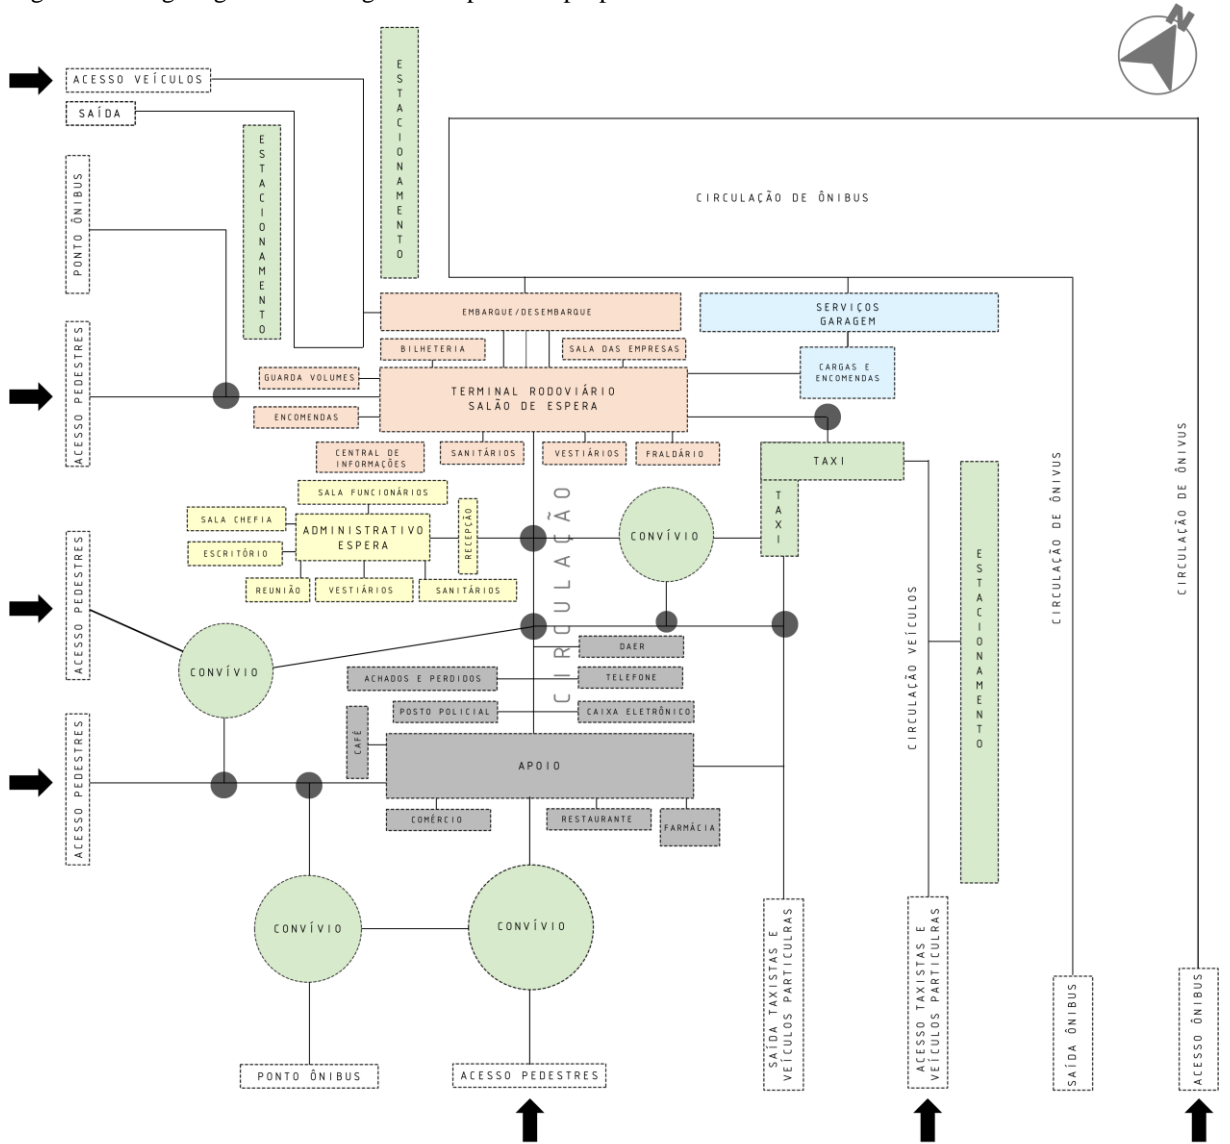 N
ACESSO VEÍCULOS
SAÍDA
ESTACIONAMENTO
ESTACIONAMENTO
PONTO ÔNIBUS
CIRCULAÇÃO DE ÔNIBUS
EMBARQUE/DESEMBARQUE
SERVIÇOS
GARAGEM
BILHETERIA
SALA DAS EMPRESAS
CARGAS E
ENCOMENDAS
GUARDA VOLUMES
TERMINAL RODOVIÁRIO
SALÃO DE ESPERA
ENCOMENDAS
ACESSO PEDESTRES
CENTRAL DE
INFORMAÇÕES
SANITÁRIOS
VESTIÁRIOS
FRALDÁRIO
TAXI
TAXI
SALA FUNCIONÁRIOS
SALA CHEFIA
ADMINISTRATIVO
ESPERA
RECEPÇÃO
ESCRITÓRIO
REUNIÃO
VESTIÁRIOS
SANITÁRIOS
CIRCULAÇÃO
CONVÍVIO
ACESSO PEDESTRES
CONVÍVIO
DAER
ACHADOS E PERDIDOS
TELEFONE
POSTO POLICIAL
CAIXA ELETRÔNICO
CAFÉ
APOIO
COMÉRCIO
RESTAURANTE
FARMÁCIA
ACESSO PEDESTRES
CIRCULAÇÃO VEÍCULOS
ESTACIONAMENTO
CIRCULAÇÃO DE ÔNIVUS
CIRCULAÇÃO DE ÔNIVUS
CONVÍVIO
CONVÍVIO
PONTO ÔNIBUS
ACESSO PEDESTRES
SAÍDA TAXISTAS E
VEÍCULOS PARTICULRAS
ACESSO TAXISTAS E
VEÍCULOS PARTICULRAS
SAÍDA ÔNIBUS
ACESSO ÔNIBUS